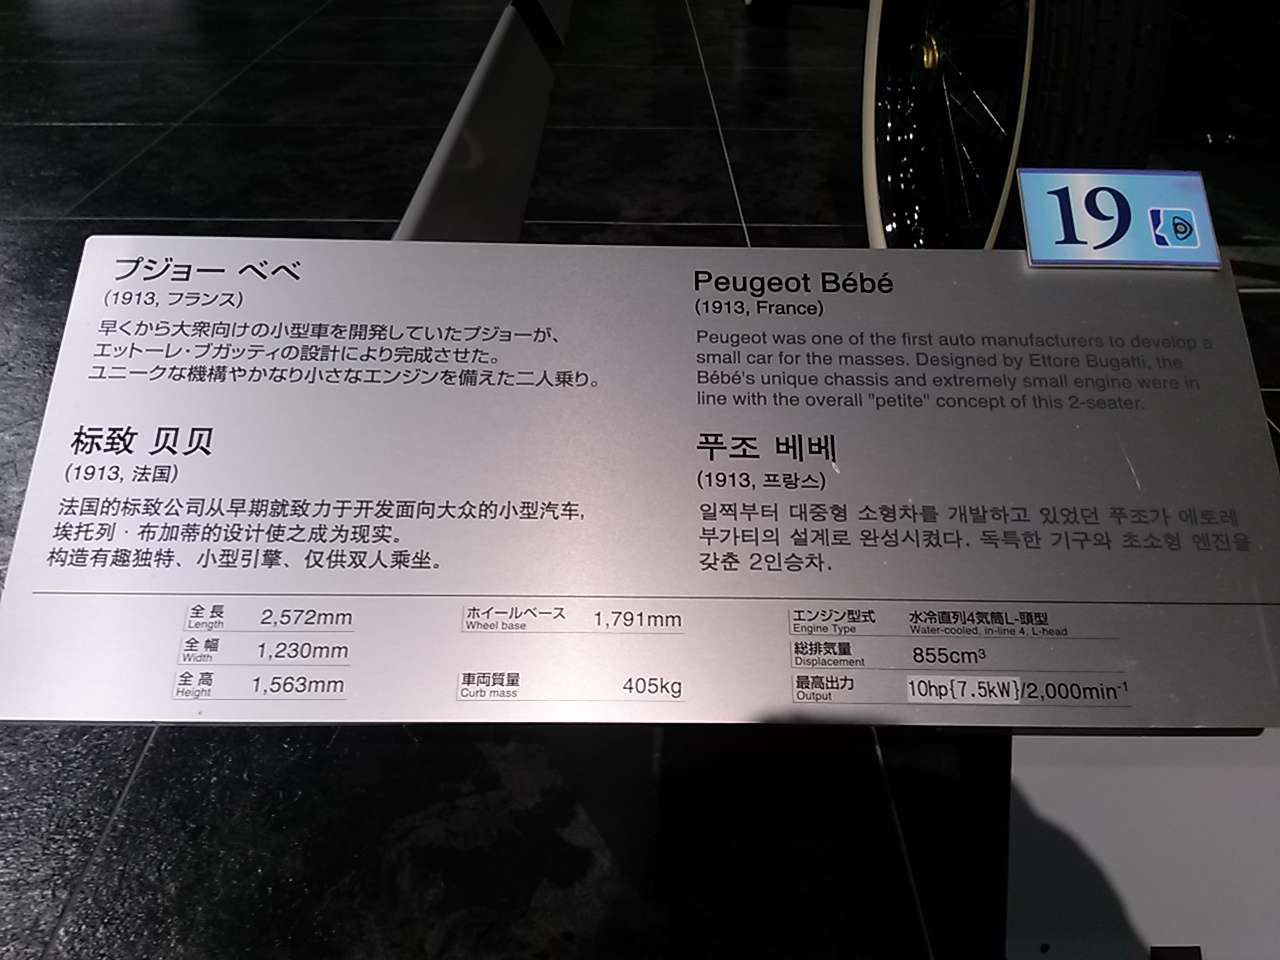 19
プジョー ベベ
(1913, フランス)
早くから大衆向けの小型車を開発していたプジョーが、
エットーレ・ブガッティの設計により完成させた。
ユニークな機構やかなり小さなエンジンを備えた二人乗り。
Peugeot Bébé
(1913, France)
Peugeot was one of the first auto manufacturers to develop a
small car for the masses. Designed by Ettore Bugatti, the
Bébé's unique chassis and extremely small engine were in
line with the overall "petite" concept of this 2-seater.
标致 贝贝
(1913, 法国)
法国的标致公司从早期就致力于开发面向大众的小型汽车,
埃托列・布加蒂的设计使之成为现实。
构造有趣独特、小型引擎、仅供双人乘坐。
푸조 베베
(1913, 프랑스)
일찍부터 대중형 소형차를 개발하고 있었던 푸조가 에토레
부가티의 설계로 완성시켰다. 독특한 기구와 초소형 엔진을
갖춘 2인승차.
全長 2,572mm
Length
全幅 1,230mm
Width
全高 1,563mm
Height
ホイールベース 1,791mm
Wheel base
車両質量 405kg
Curb mass
エンジン型式 水冷直列4気筒L-頭型
Engine Type Water-cooled, in-line 4, L-head
総排気量 855cm³
Displacement
最高出力 10hp{7.5kW}/2,000min⁻¹
Output